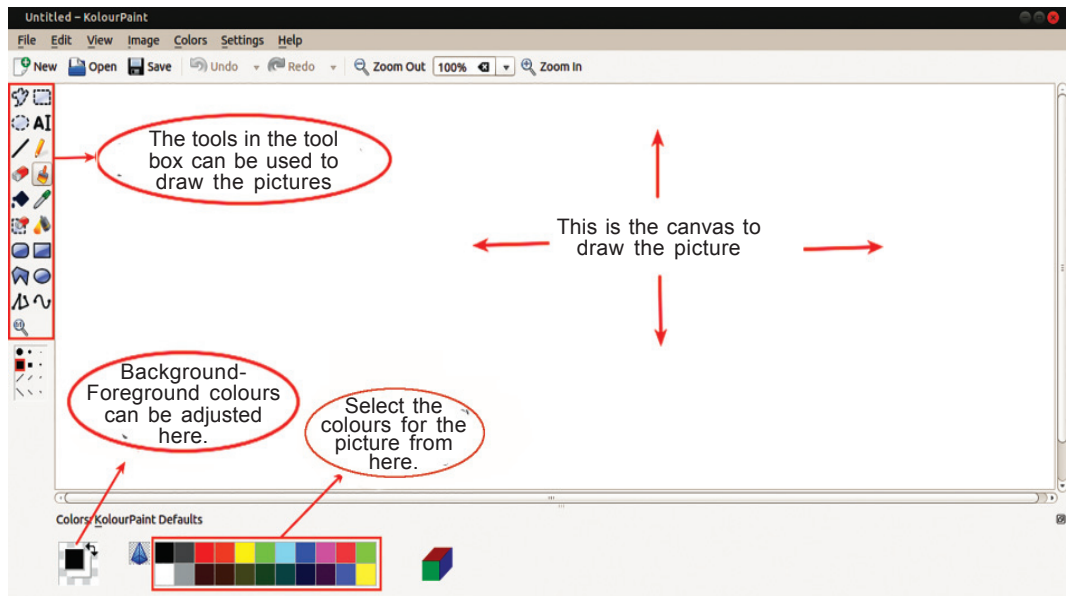 Untitled – KolourPaint
File Edit View Image Colors Settings Help
New Open Save Undo Redo Zoom Out 100% Zoom In
AI
The tools in the tool
box can be used to
draw the pictures
This is the canvas to
draw the picture
Background-
Foreground colours
can be adjusted
here.
Select the
colours for the
picture from
here.
Colors: KolourPaint Defaults